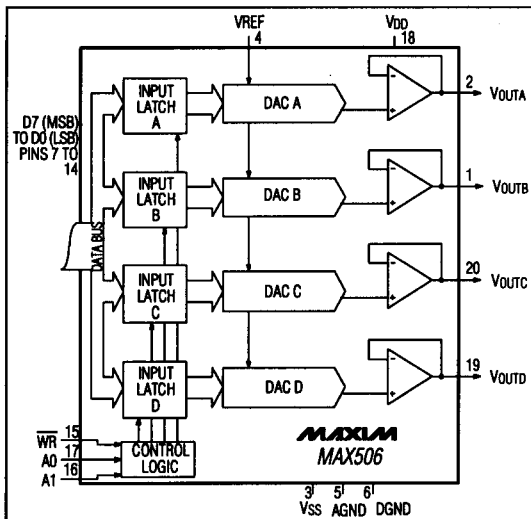 VREF
4
VDD
18
INPUT
LATCH
A
DAC A
2
VOUTA
D7 (MSB)
TO D0 (LSB)
PINS 7 TO
14
INPUT
LATCH
B
DAC B
1
VOUTB
DATA BUS
INPUT
LATCH
C
DAC C
20
VOUTC
INPUT
LATCH
D
DAC D
19
VOUTD
WR 15
A0 17
A1 16
CONTROL
LOGIC
MAXIM
MAX506
3 5 6
VSS AGND DGND